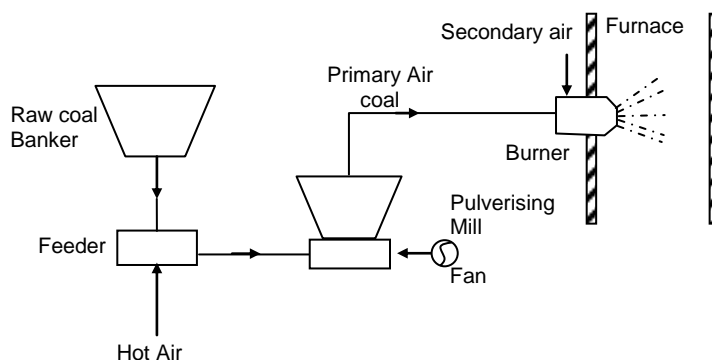 Secondary air
Furnace
Primary Air
coal
Raw coal
Banker
Burner
Pulverising
Mill
Feeder
Fan
Hot Air